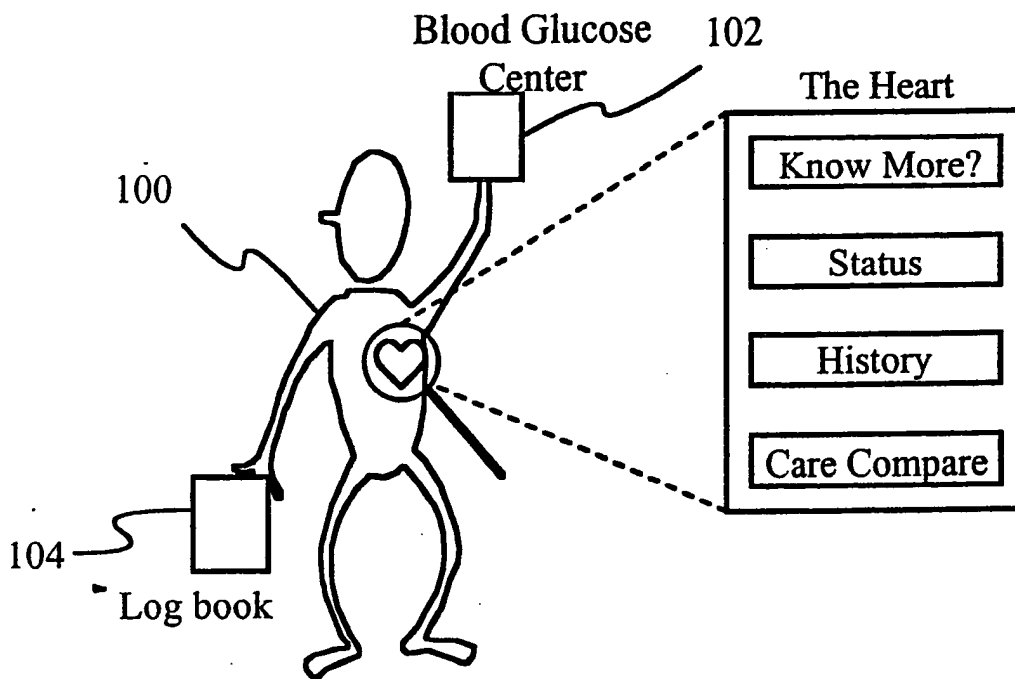 Blood Glucose
Center
102
The Heart
Know More?
100
Status
History
Care Compare
104
Log book